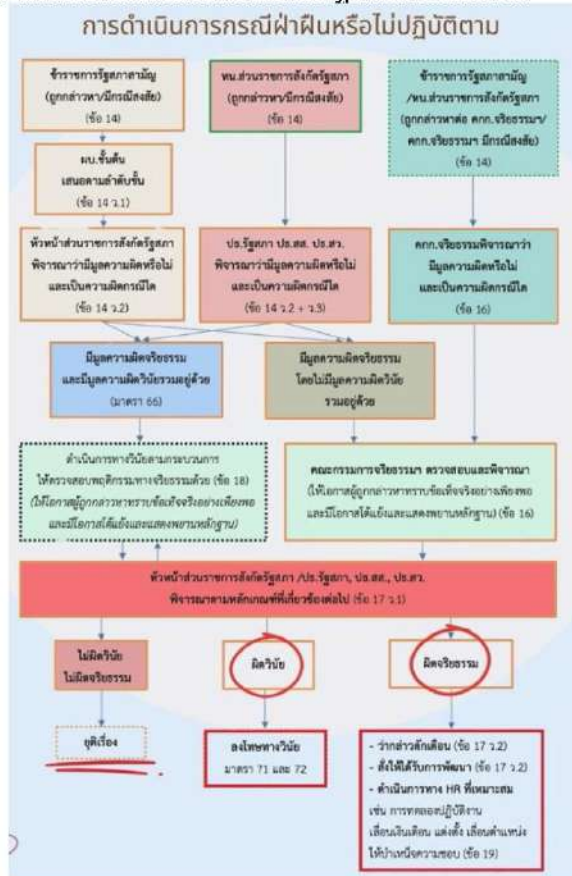 การดำเนินการกรณีฝ่าฝืนหรือไม่ปฏิบัติตาม
ข้าราชการรัฐสภาสามัญ
(ถูกกล่าวหา/มีกรณีสงสัย)
(ข้อ 14)
หน.ส่วนราชการสังกัดรัฐสภา
(ถูกกล่าวหา/มีกรณีสงสัย)
(ข้อ 14)
ข้าราชการรัฐสภาสามัญ
/หน.ส่วนราชการสังกัดรัฐสภา
(ถูกกล่าวหาต่อ คกก.จริยธรรมฯ/
คกก.จริยธรรมฯ มีกรณีสงสัย)
(ข้อ 14)
ผบ.ชั้นต้น
เสนอตามลำดับชั้น
(ข้อ 14 ว.1)
หัวหน้าส่วนราชการสังกัดรัฐสภา
พิจารณาว่ามีมูลความผิดหรือไม่
และเป็นความผิดกรณีใด
(ข้อ 14 ว.2)
ปธ.รัฐสภา ปธ.สส. ปธ.สว.
พิจารณาว่ามีมูลความผิดหรือไม่
และเป็นความผิดกรณีใด
(ข้อ 14 ว.2 + ว.3)
คกก.จริยธรรมพิจารณาว่า
มีมูลความผิดหรือไม่
และเป็นความผิดกรณีใด
(ข้อ 16)
มีมูลความผิดจริยธรรม
และมีมูลความผิดวินัยรวมอยู่ด้วย
(มาตรา 66)
มีมูลความผิดจริยธรรม
โดยไม่มีมูลความผิดวินัย
รวมอยู่ด้วย
ดำเนินการทางวินัยตามกระบวนการ
ให้ตรวจสอบพฤติกรรมทางจริยธรรมด้วย (ข้อ 18)
(ให้โอกาสผู้ถูกกล่าวหาทราบข้อเท็จจริงอย่างเพียงพอ
และมีโอกาสโต้แย้งและแสดงพยานหลักฐาน)
คณะกรรมการจริยธรรมฯ ตรวจสอบและพิจารณา
(ให้โอกาสผู้ถูกกล่าวหาทราบข้อเท็จจริงอย่างเพียงพอ
และมีโอกาสโต้แย้งและแสดงพยานหลักฐาน) (ข้อ 16)
หัวหน้าส่วนราชการสังกัดรัฐสภา /ปธ.รัฐสภา, ปธ.สส., ปธ.สว.
พิจารณาตามหลักเกณฑ์ที่เกี่ยวข้องต่อไป (ข้อ 17 ว.1)
ไม่ผิดวินัย
ไม่ผิดจริยธรรม
ผิดวินัย
ผิดจริยธรรม
ยุติเรื่อง
ลงโทษทางวินัย
มาตรา 71 และ 72
- ว่ากล่าวตักเตือน (ข้อ 17 ว.2)
- สั่งให้ได้รับการพัฒนา (ข้อ 17 ว.2)
- ดำเนินการทาง HR ที่เหมาะสม
เช่น การทดลองปฏิบัติงาน
เลื่อนเงินเดือน แต่งตั้ง เลื่อนตำแหน่ง
ให้บำเหน็จความชอบ (ข้อ 19)